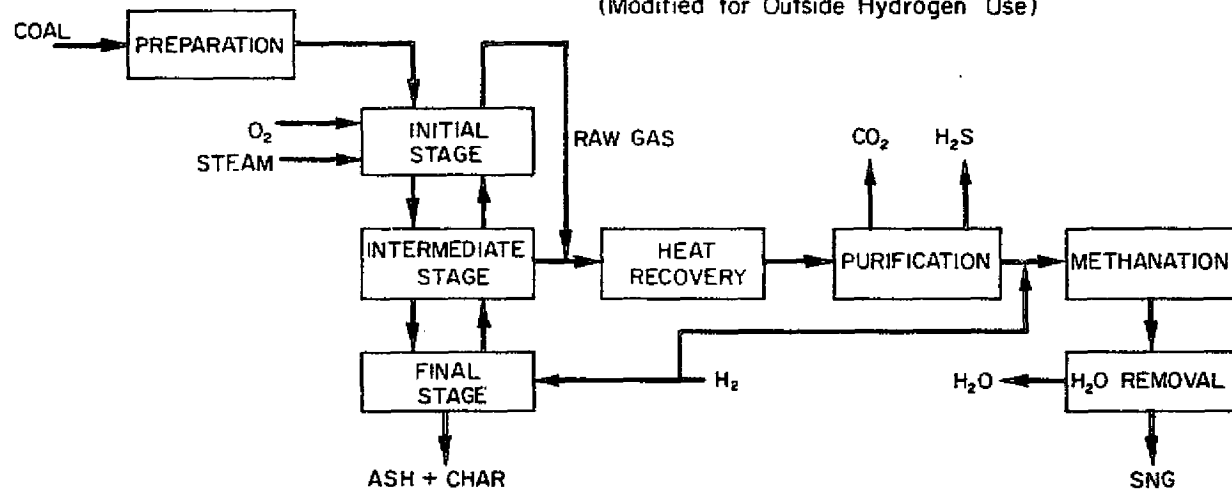 (Modified for Outside Hydrogen Use)
COAL
PREPARATION
O₂
STEAM
INITIAL
STAGE
RAW GAS
CO₂
H₂S
INTERMEDIATE
STAGE
HEAT
RECOVERY
PURIFICATION
METHANATION
FINAL
STAGE
H₂
H₂O
H₂O REMOVAL
ASH + CHAR
SNG